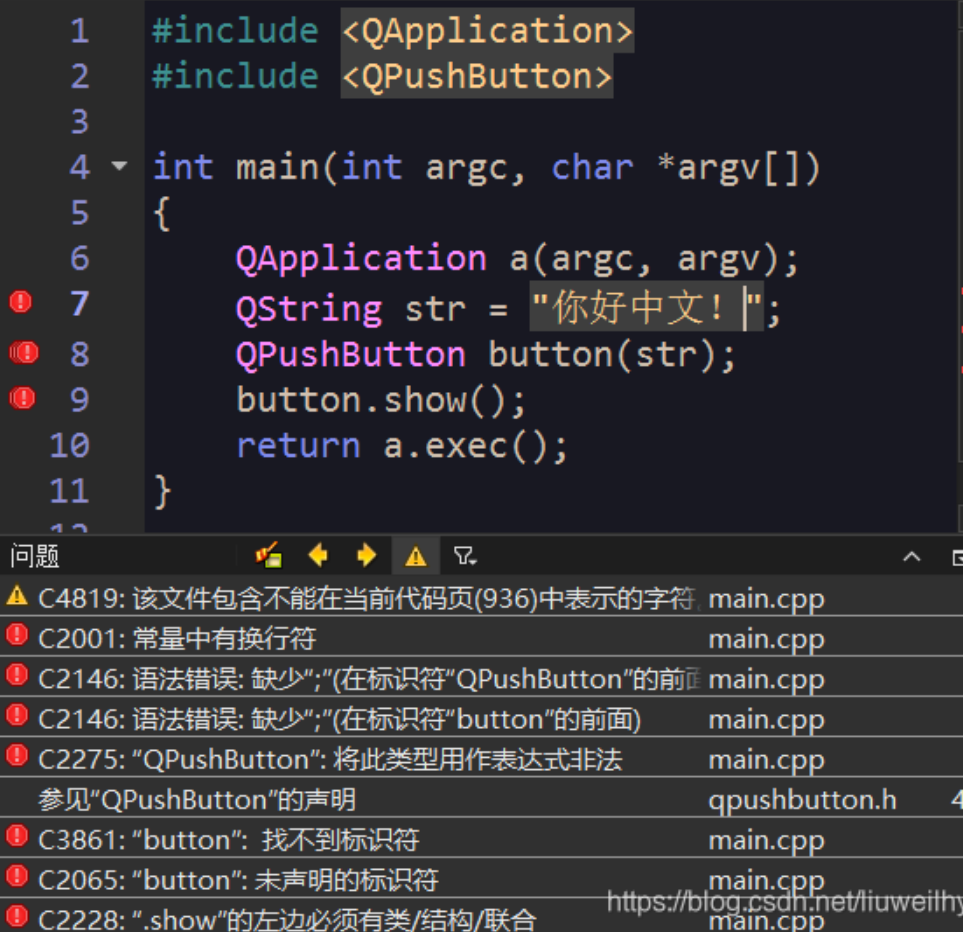 1 #include <QApplication>
2 #include <QPushButton>
3
4 int main(int argc, char *argv[])
5 {
6 QApplication a(argc, argv);
7 QString str = "你好中文！";
8 QPushButton button(str);
9 button.show();
10 return a.exec();
11 }
12
问题
C4819: 该文件包含不能在当前代码页(936)中表示的字符 main.cpp
C2001: 常量中有换行符 main.cpp
C2146: 语法错误: 缺少“;”(在标识符“QPushButton”的前面 main.cpp
C2146: 语法错误: 缺少“;”(在标识符“button”的前面) main.cpp
C2275: “QPushButton”: 将此类型用作表达式非法 main.cpp
参见“QPushButton”的声明 qpushbutton.h 4
C3861: “button”: 找不到标识符 main.cpp
C2065: “button”: 未声明的标识符 main.cpp
C2228: “.show”的左边必须有类/结构/联合 main.cpp
https://blog.csdn.net/liuweilhy